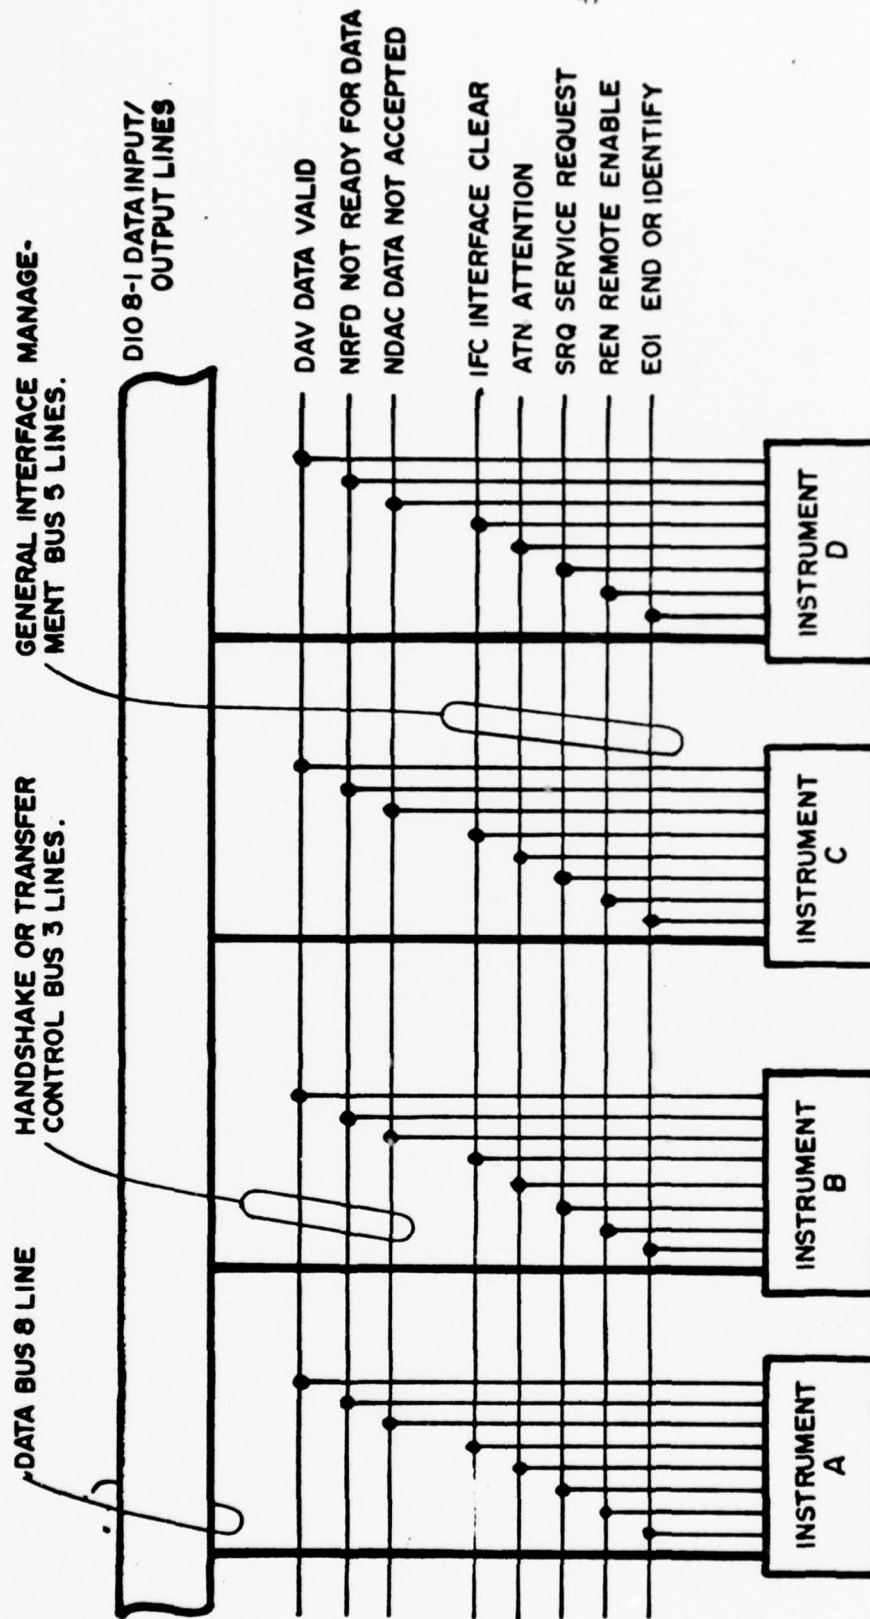 DATA BUS 8 LINE
HANDSHAKE OR TRANSFER
CONTROL BUS 3 LINES.
GENERAL INTERFACE MANAGE-
MENT BUS 5 LINES.
DIO 8-1 DATA INPUT/
OUTPUT LINES
DAV DATA VALID
NRFD NOT READY FOR DATA
NDAC DATA NOT ACCEPTED
IFC INTERFACE CLEAR
ATN ATTENTION
SRQ SERVICE REQUEST
REN REMOTE ENABLE
EOI END OR IDENTIFY
INSTRUMENT
A
INSTRUMENT
B
INSTRUMENT
C
INSTRUMENT
D